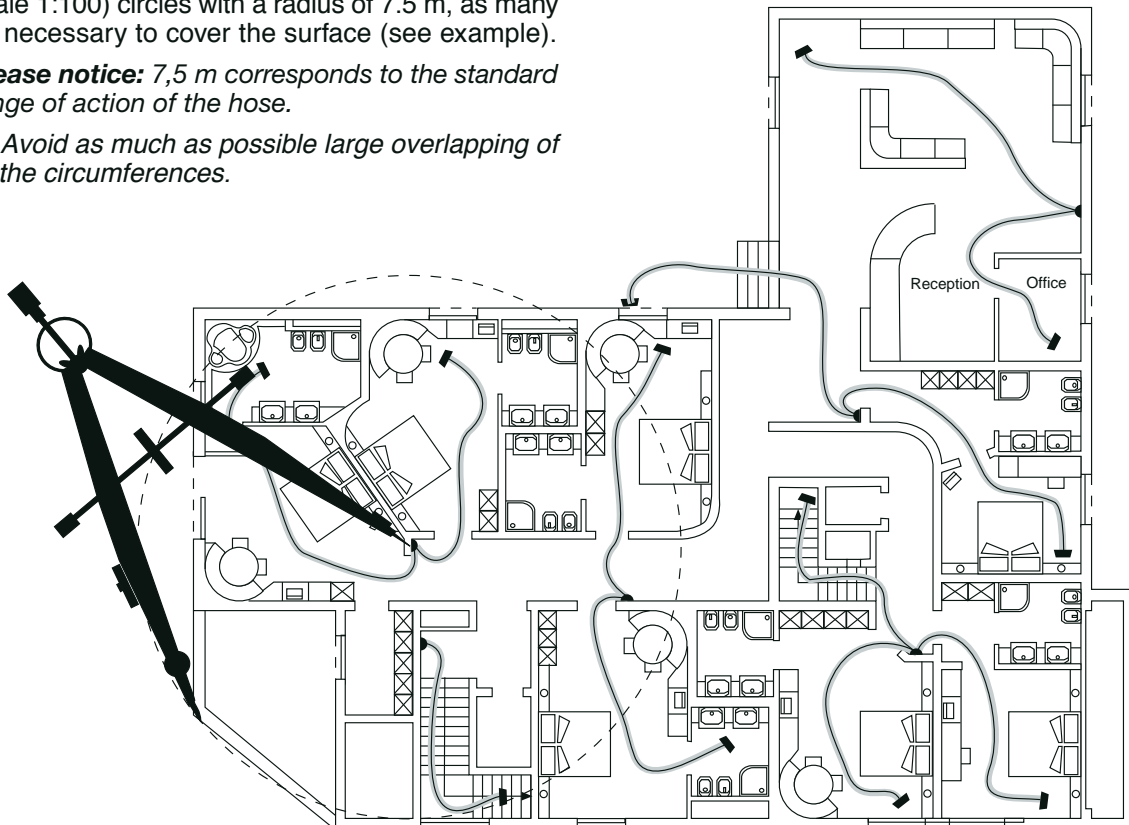 ale 1:100) circles with a radius of 7.5 m, as many
necessary to cover the surface (see example).
ease notice: 7,5 m corresponds to the standard
nge of action of the hose.
Avoid as much as possible large overlapping of
the circumferences.
Reception
Office